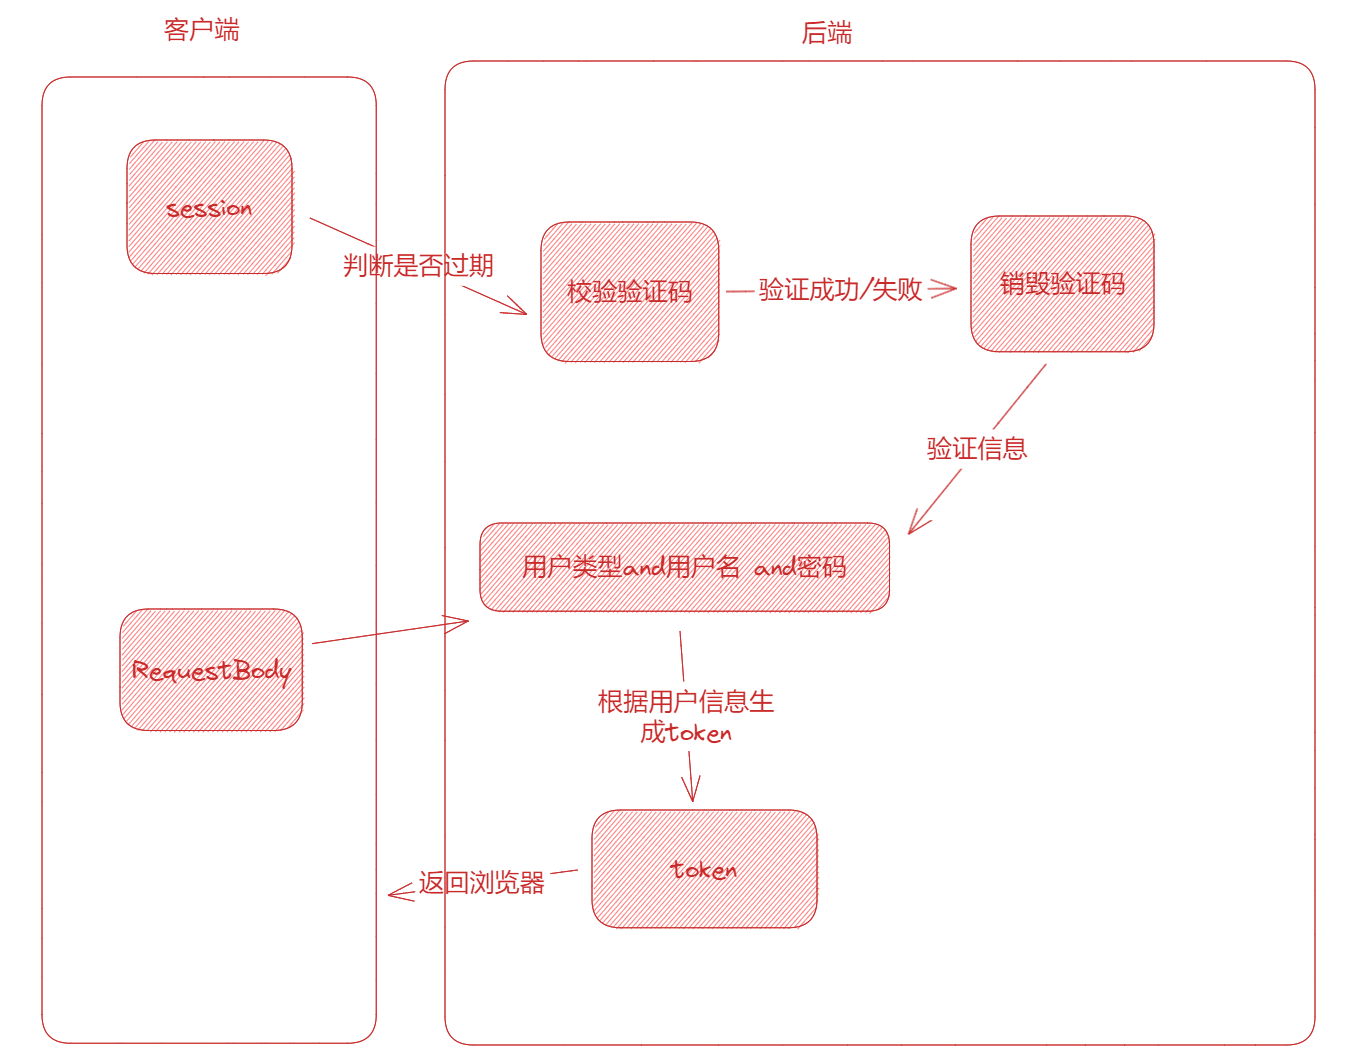 客户端
后端
session
判断是否过期
校验验证码
验证成功/失败
销毁验证码
验证信息
用户类型and用户名 and密码
RequestBody
根据用户信息生
成token
token
返回浏览器